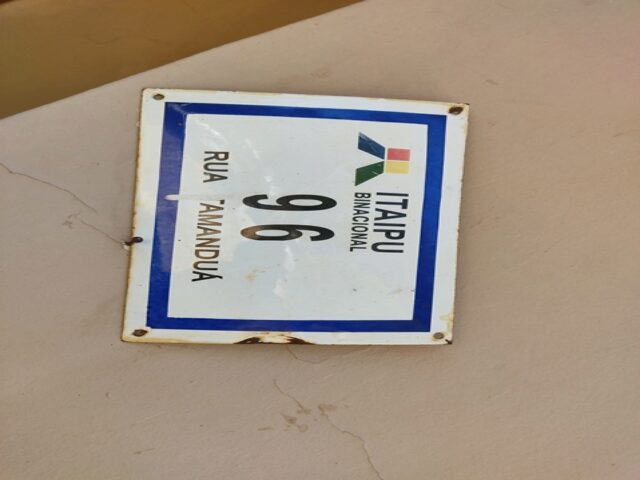 ITAIPU
BINACIONAL
96
RUA TAMANDUÁ